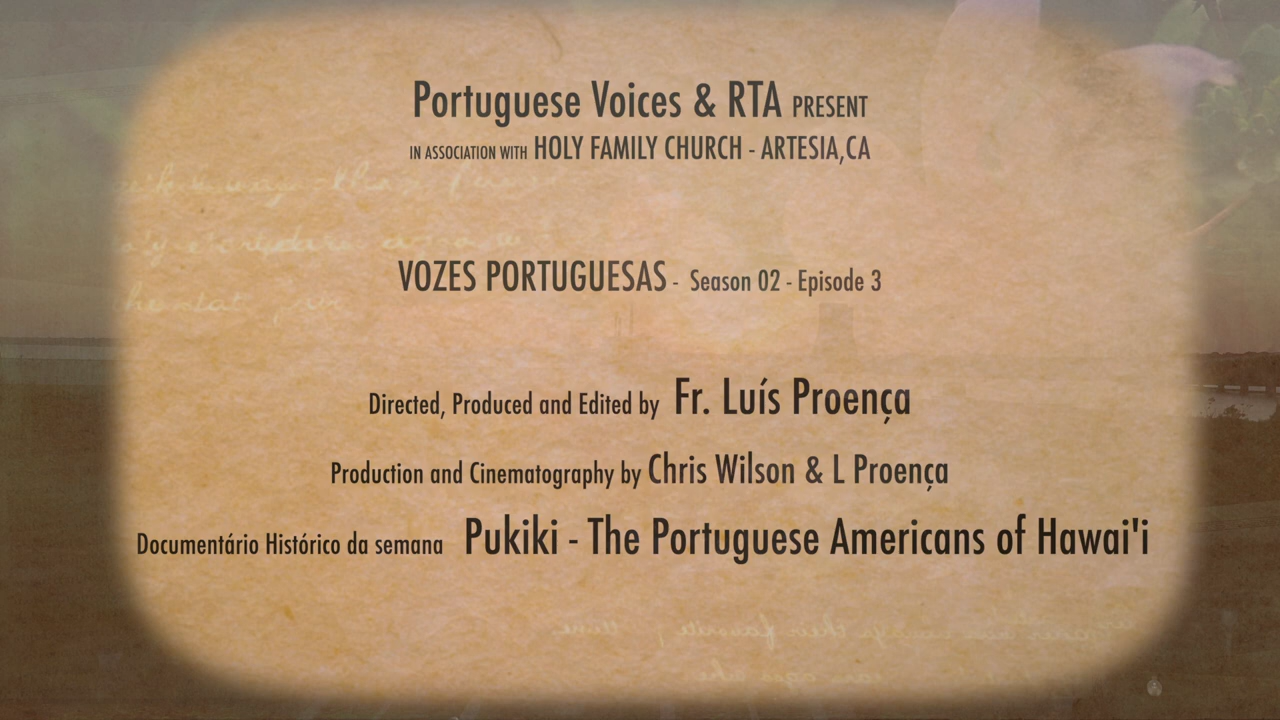 Portuguese Voices & RTA PRESENT
IN ASSOCIATION WITH HOLY FAMILY CHURCH - ARTESIA,CA
VOZES PORTUGUESAS - Season 02 - Episode 3
Directed, Produced and Edited by Fr. Luís Proença
Production and Cinematography by Chris Wilson & L Proença
Documentário Histórico da semana Pukiki - The Portuguese Americans of Hawai'i